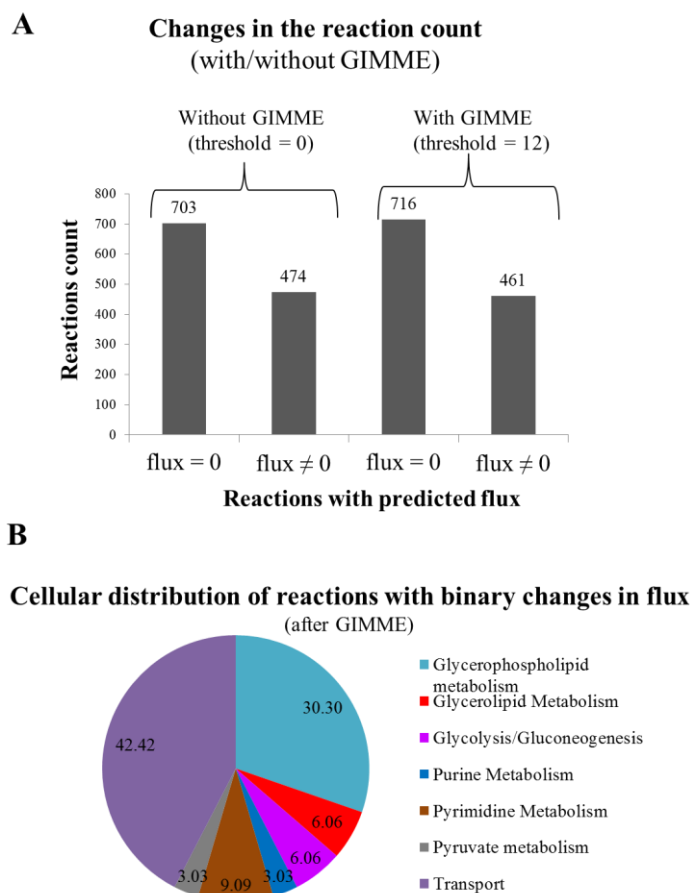 A
Changes in the reaction count
(with/without GIMME)
Without GIMME
(threshold = 0)
With GIMME
(threshold = 12)
800
700
600
500
400
300
200
100
0
703
474
716
461
Reactions count
flux = 0
flux ≠ 0
flux = 0
flux ≠ 0
Reactions with predicted flux
B
Cellular distribution of reactions with binary changes in flux
(after GIMME)
30.30
6.06
6.06
3.03
9.09
3.03
42.42
Glycerophospholipid
metabolism
Glycerolipid Metabolism
Glycolysis/Gluconeogenesis
Purine Metabolism
Pyrimidine Metabolism
Pyruvate metabolism
Transport